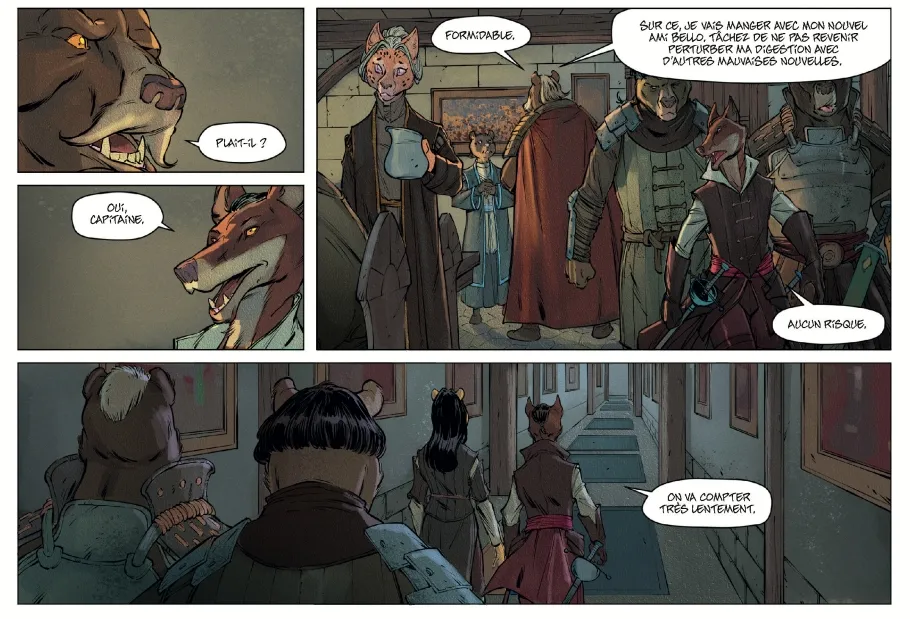 PLAIT-IL ?
OUI,
CAPITAINE.
FORMIDABLE.
SUR CE, JE VAIS MANGER AVEC MON NOUVEL
AMI BELLO. TÂCHEZ DE NE PAS REVENIR
PERTURBER MA DIGESTION AVEC
D'AUTRES MAUVAISES NOUVELLES.
AUCUN RISQUE.
ON VA COMPTER
TRÈS LENTEMENT.